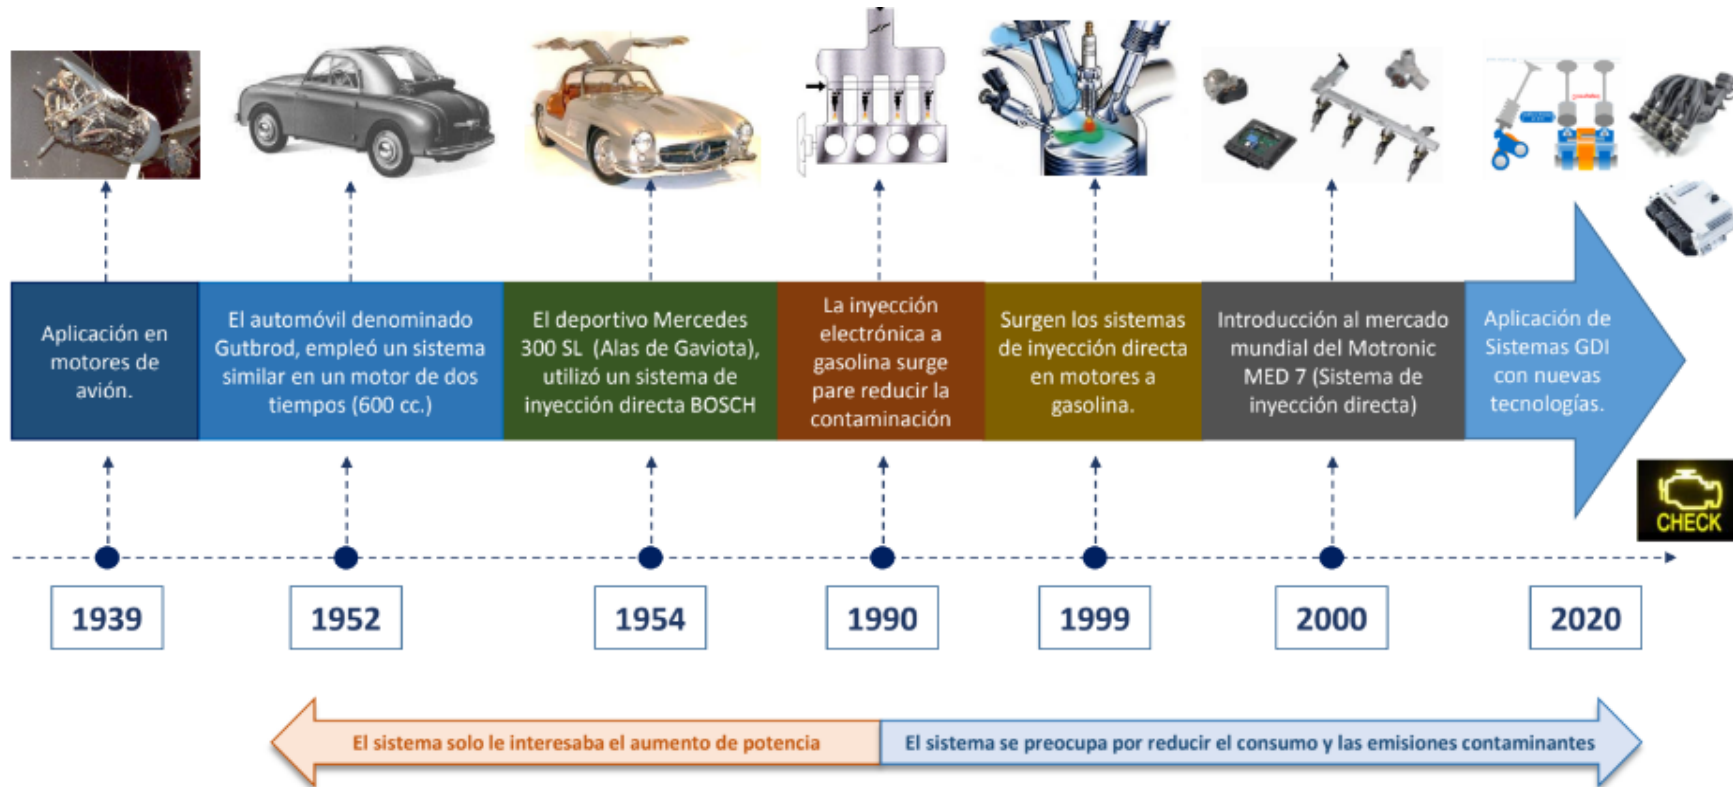 Aplicación en
motores de
avión.
El automóvil denominado
Gutbrod, empleó un sistema
similar en un motor de dos
tiempos (600 cc.)
El deportivo Mercedes
300 SL (Alas de Gaviota),
utilizó un sistema de
inyección directa BOSCH
La inyección
electrónica a
gasolina surge
pare reducir la
contaminación
Surgen los sistemas
de inyección directa
en motores a
gasolina.
Introducción al mercado
mundial del Motronic
MED 7 (Sistema de
inyección directa)
Aplicación de
Sistemas GDI
con nuevas
tecnologías.
CHECK
1939
1952
1954
1990
1999
2000
2020
El sistema solo le interesaba el aumento de potencia
El sistema se preocupa por reducir el consumo y las emisiones contaminantes